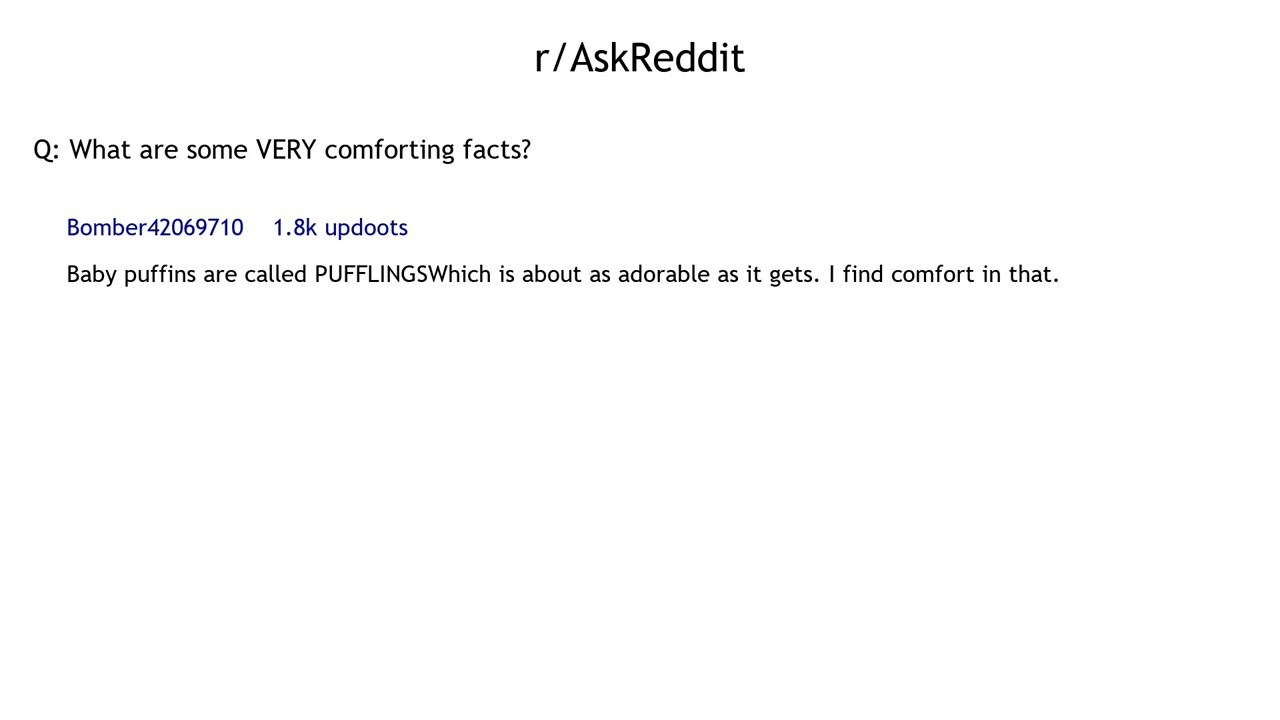 r/AskReddit
Q: What are some VERY comforting facts?
Bomber42069710 1.8k updoots
Baby puffins are called PUFFLINGSWhich is about as adorable as it gets. I find comfort in that.